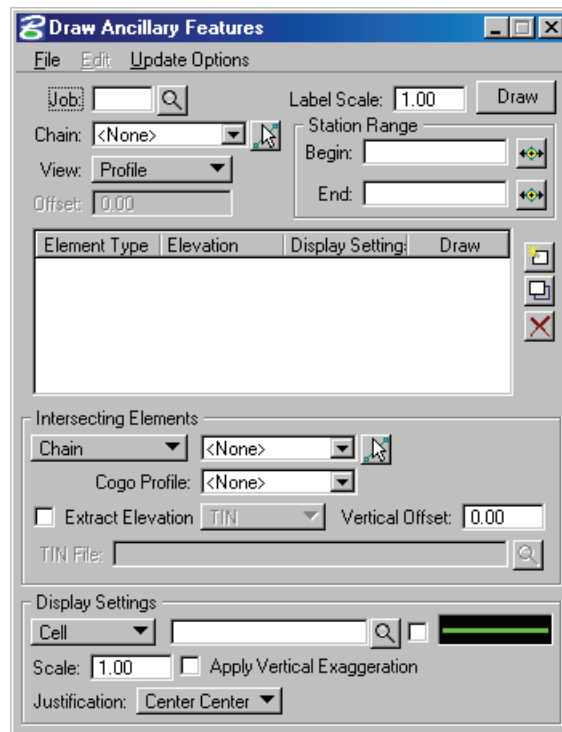 Draw Ancillary Features
File Edit Update Options
Job: Label Scale: 1.00 Draw
Chain: <None> Station Range
Begin:
View: Profile
End:
Offset: 0.00
Element Type Elevation Display Setting: Draw
Intersecting Elements
Chain <None>
Cogo Profile: <None>
Extract Elevation TIN Vertical Offset: 0.00
TIN File:
Display Settings
Cell
Scale: 1.00 Apply Vertical Exaggeration
Justification: Center Center